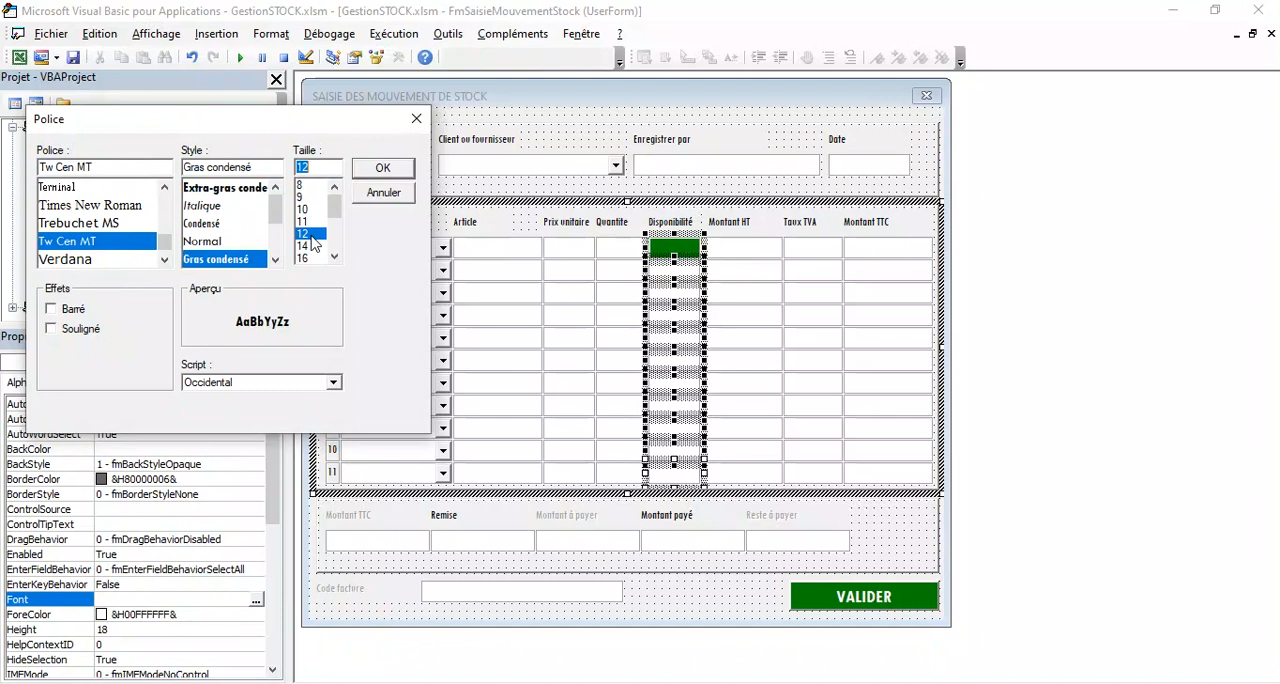 Microsoft Visual Basic pour Applications - GestionSTOCK.xlsm - [GestionSTOCK.xlsm - FmSaisieMouvementStock (UserForm)]
Fichier Edition Affichage Insertion Format Débogage Exécution Outils Compléments Fenêtre ?
Projet - VBAProject
SAISIE DES MOUVEMENT DE STOCK
Police
Client ou fournisseur Enregistrer par Date
Police : Style : Taille :
Tw Cen MT Gras condensé 12 OK
Terminal Extra-gras conde 8
Times New Roman Italique 9
Trebuchet MS Condensé 10
Tw Cen MT Normal 11
Verdana Gras condensé 12
14
16
Annuler
Article Prix unitaire Quantite Disponibilité Montant HT Taux TVA Montant TTC
Effets Aperçu
Barré
Souligné
AaBbYyZz
Script :
Occidental
10
11
AutoWordSelect True
BackColor
BackStyle 1 - fmBackStyleOpaque
BorderColor &H80000006&
BorderStyle 0 - fmBorderStyleNone
ControlSource
ControlTipText
DragBehavior 0 - fmDragBehaviorDisabled
Enabled True
EnterFieldBehavior 0 - fmEnterFieldBehaviorSelectAll
EnterKeyBehavior False
Font ...
ForeColor &H00FFFFFF&
Height 18
HelpContextID 0
HideSelection True
IMEMode 0 - fmIMEModeNoControl
Montant TTC Remise Montant à payer Montant payé Reste à payer
Code facture
VALIDER